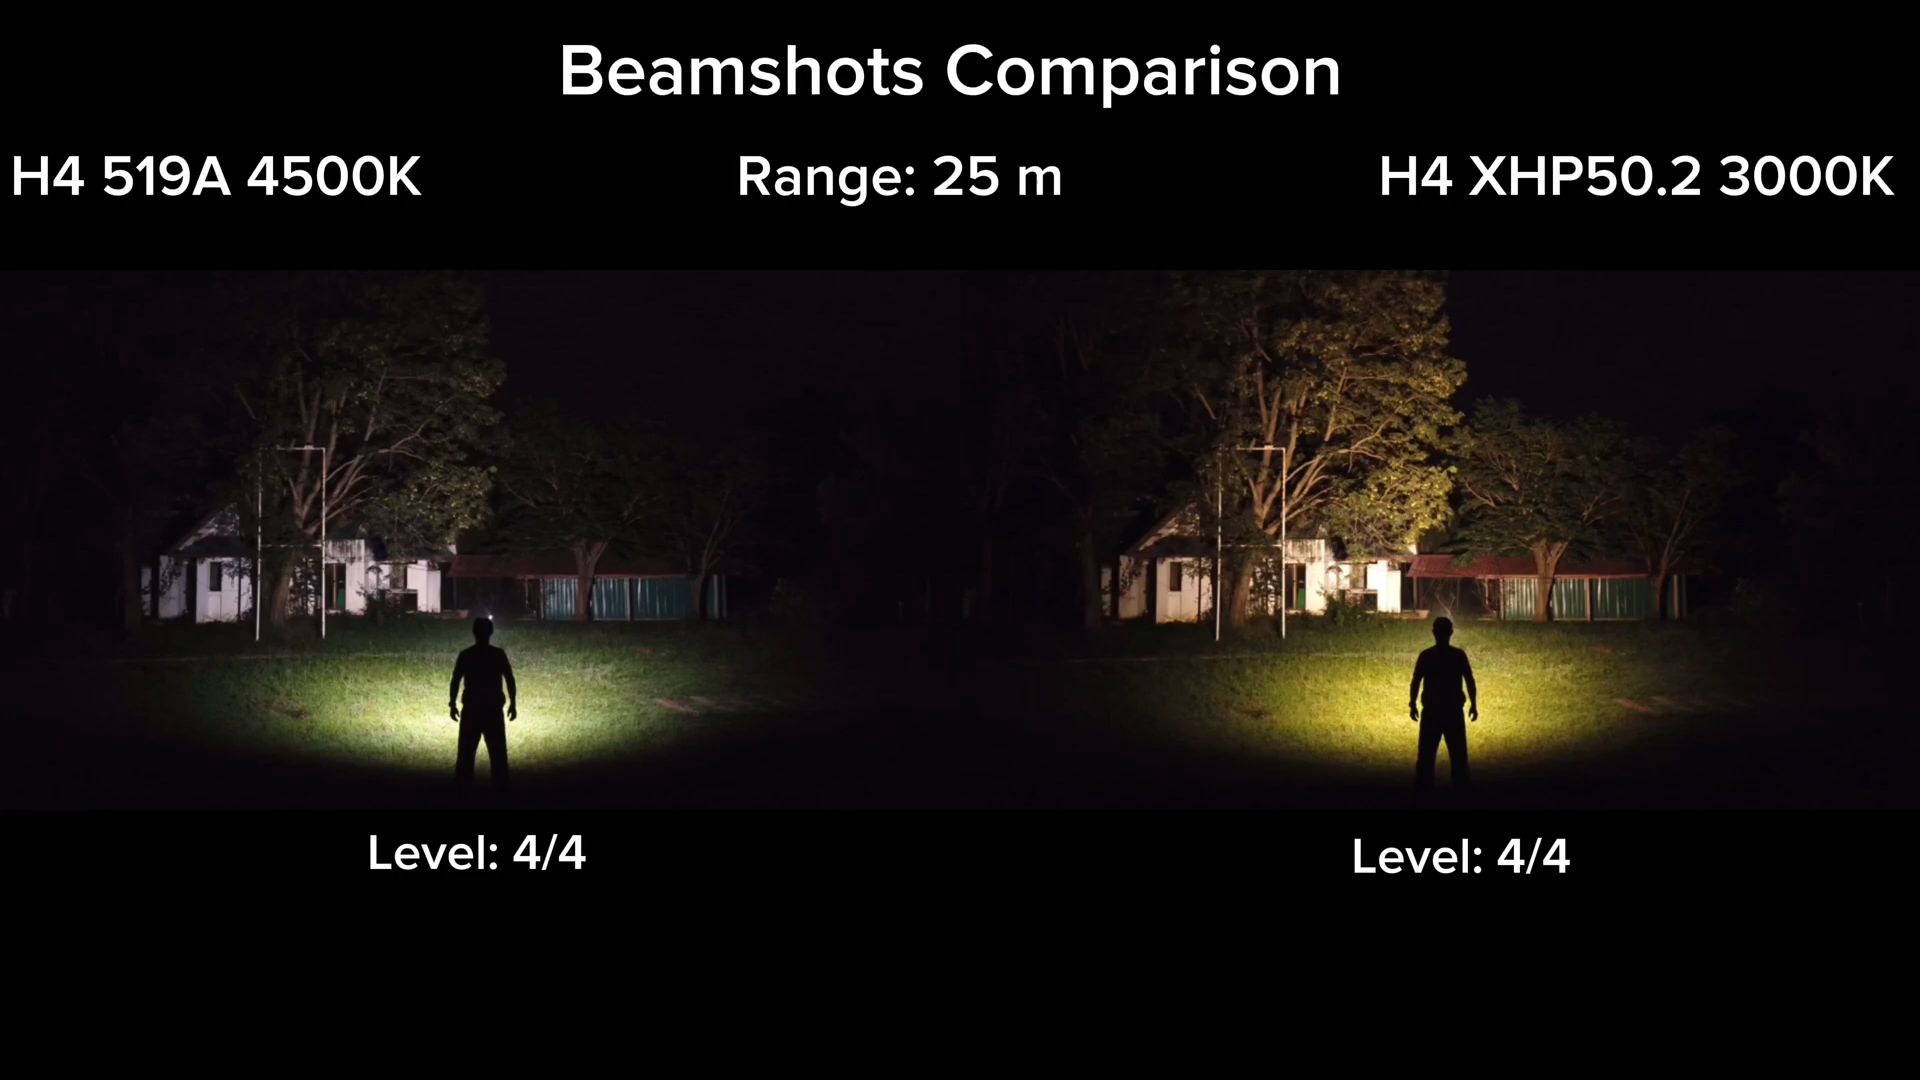 Beamshots Comparison
H4 519A 4500K
Range: 25 m
H4 XHP50.2 3000K
Level: 4/4
Level: 4/4